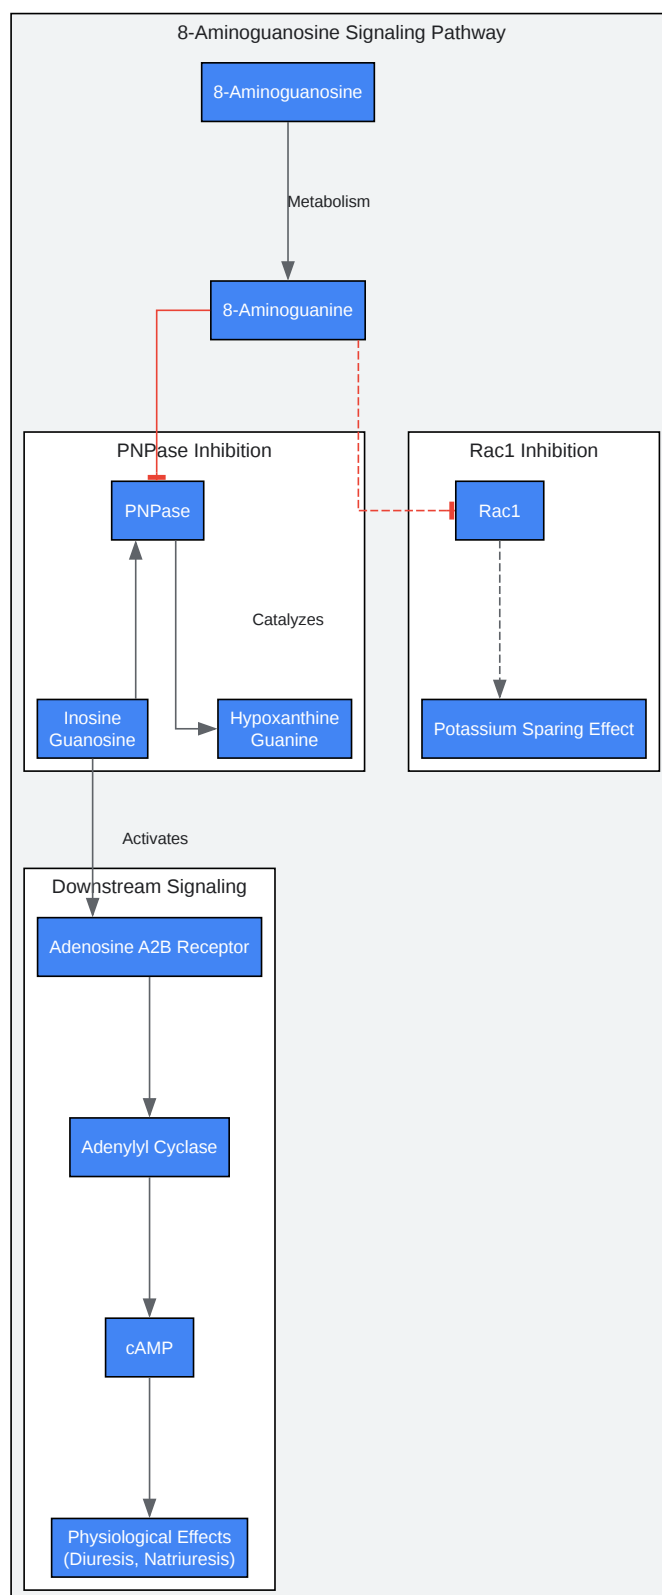 8-Aminoguanosine Signaling Pathway
8-Aminoguanosine
Metabolism
8-Aminoguanine
PNPase Inhibition
PNPase
Catalyzes
Inosine
Guanosine
Hypoxanthine
Guanine
Rac1 Inhibition
Rac1
Potassium Sparing Effect
Activates
Downstream Signaling
Adenosine A2B Receptor
Adenylyl Cyclase
cAMP
Physiological Effects
(Diuresis, Natriuresis)